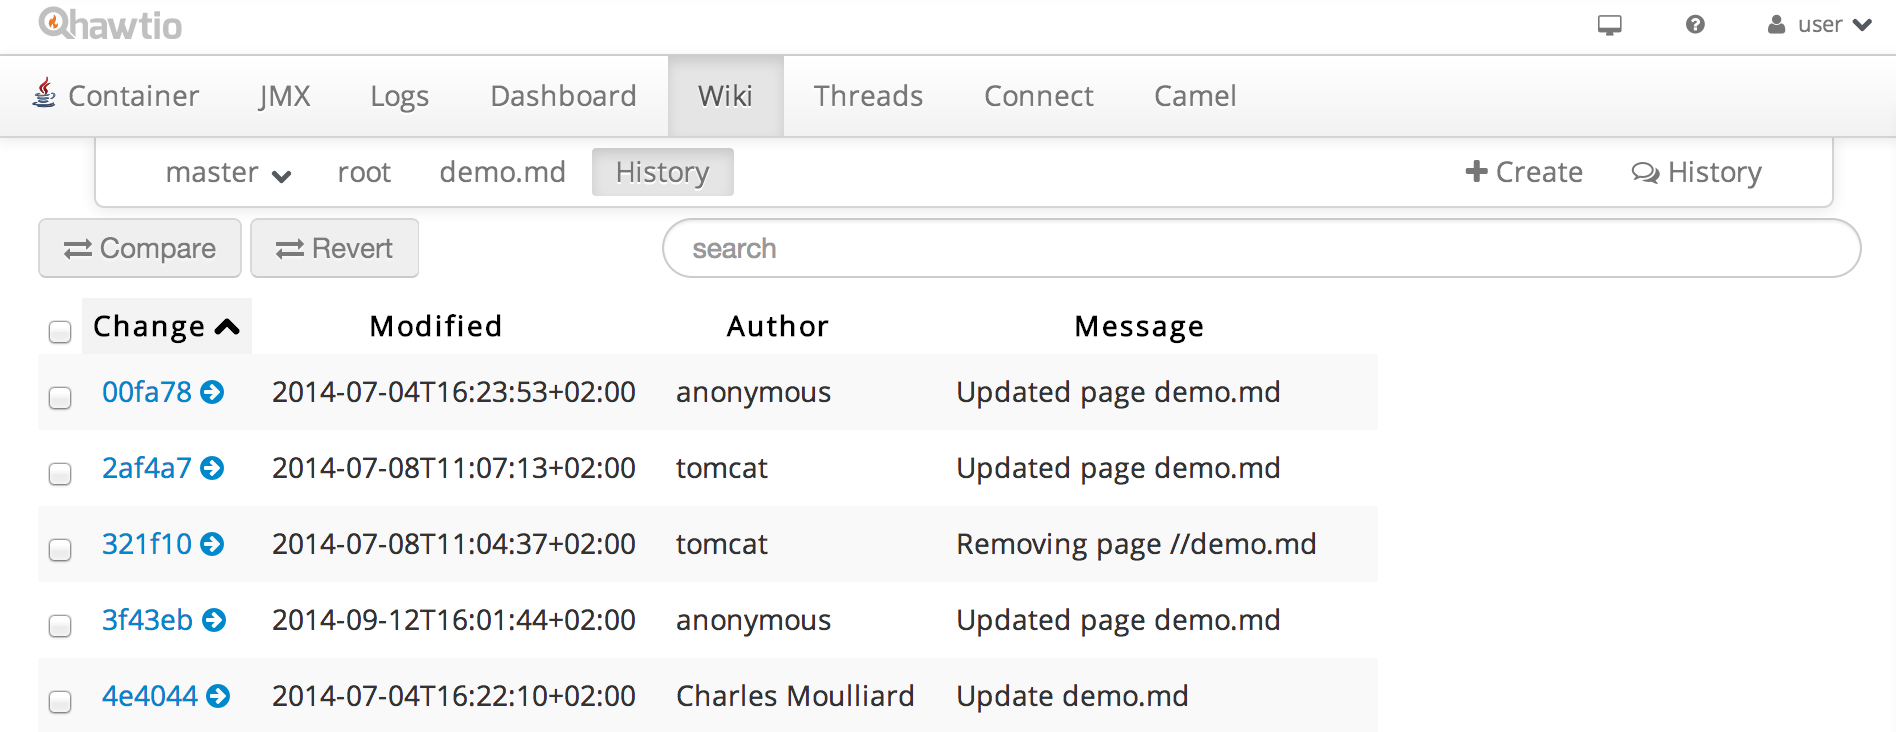 hawtio user
Container JMX Logs Dashboard Wiki Threads Connect Camel
master root demo.md History Create History
Compare Revert search
Change Modified Author Message
00fa78 2014-07-04T16:23:53+02:00 anonymous Updated page demo.md
2af4a7 2014-07-08T11:07:13+02:00 tomcat Updated page demo.md
321f10 2014-07-08T11:04:37+02:00 tomcat Removing page //demo.md
3f43eb 2014-09-12T16:01:44+02:00 anonymous Updated page demo.md
4e4044 2014-07-04T16:22:10+02:00 Charles Moulliard Update demo.md